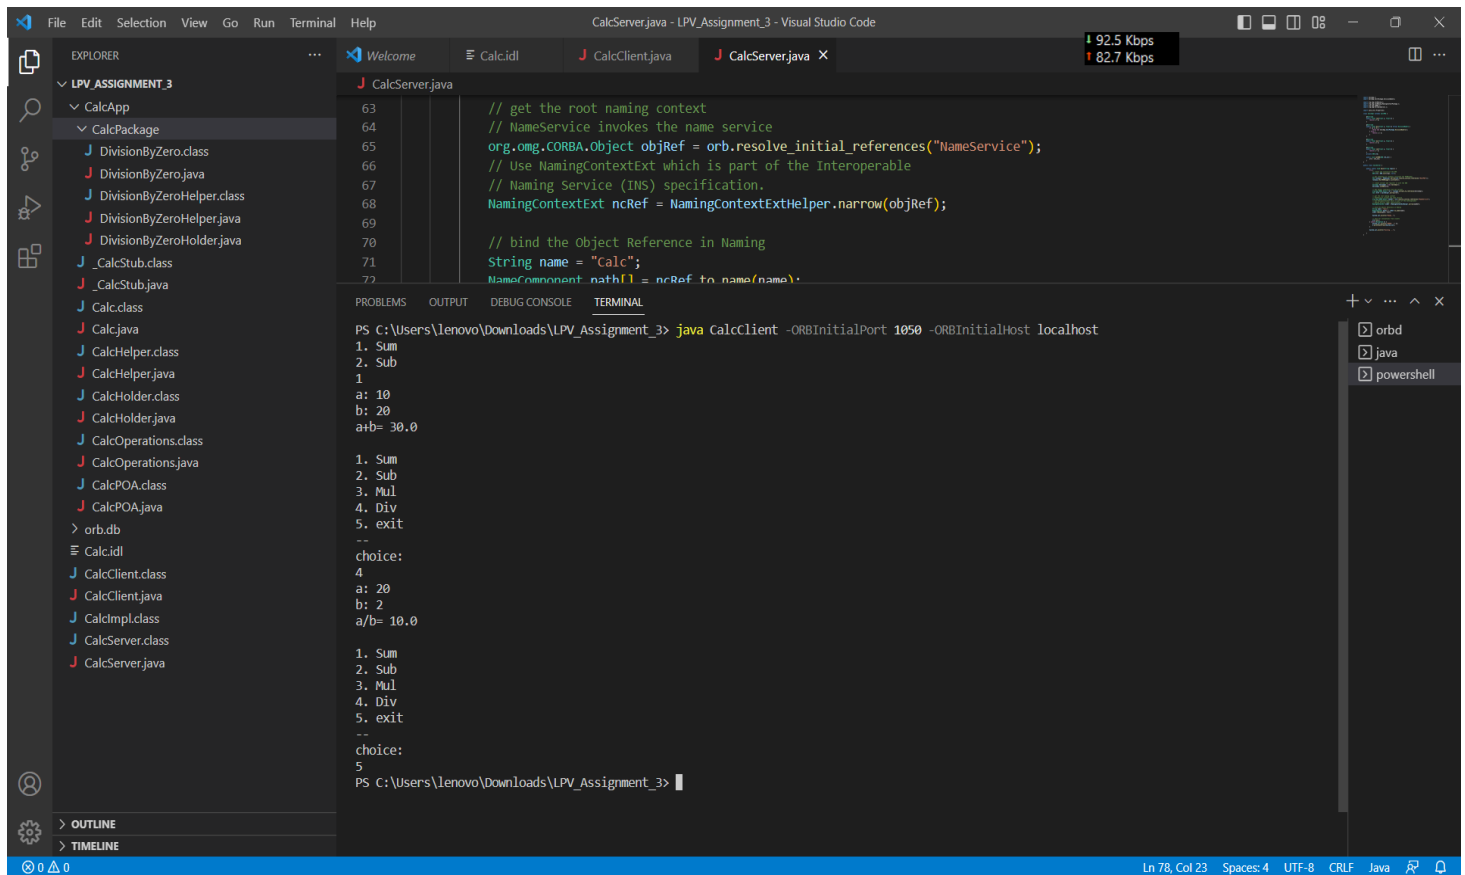 File Edit Selection View Go Run Terminal Help
CalcServer.java - LPV_Assignment_3 - Visual Studio Code
92.5 Kbps
82.7 Kbps
EXPLORER
LPV_ASSIGNMENT_3
CalcApp
CalcPackage
DivisionByZero.class
DivisionByZero.java
DivisionByZeroHelper.class
DivisionByZeroHelper.java
DivisionByZeroHolder.java
_CalcStub.class
_CalcStub.java
Calc.class
Calc.java
CalcHelper.class
CalcHelper.java
CalcHolder.class
CalcHolder.java
CalcOperations.class
CalcOperations.java
CalcPOA.class
CalcPOA.java
orb.db
Calc.idl
CalcClient.class
CalcClient.java
CalcImpl.class
CalcServer.class
CalcServer.java
OUTLINE
TIMELINE
Welcome Calc.idl CalcClient.java CalcServer.java
CalcServer.java
63 // get the root naming context
64 // NameService invokes the name service
65 org.omg.CORBA.Object objRef = orb.resolve_initial_references("NameService");
66 // Use NamingContextExt which is part of the Interoperable
67 // Naming Service (INS) specification.
68 NamingContextExt ncRef = NamingContextExtHelper.narrow(objRef);
69
70 // bind the Object Reference in Naming
71 String name = "Calc";
72 NameComponent path[] = ncRef.to_name(name);
PROBLEMS OUTPUT DEBUG CONSOLE TERMINAL
PS C:\Users\lenovo\Downloads\LPV_Assignment_3> java CalcClient -ORBInitialPort 1050 -ORBInitialHost localhost
1. Sum
2. Sub
1
a: 10
b: 20
a+b= 30.0
1. Sum
2. Sub
3. Mul
4. Div
5. exit
--
choice:
4
a: 20
b: 2
a/b= 10.0
1. Sum
2. Sub
3. Mul
4. Div
5. exit
--
choice:
5
PS C:\Users\lenovo\Downloads\LPV_Assignment_3>
orbd
java
powershell
0 0
Ln 78, Col 23 Spaces: 4 UTF-8 CRLF Java